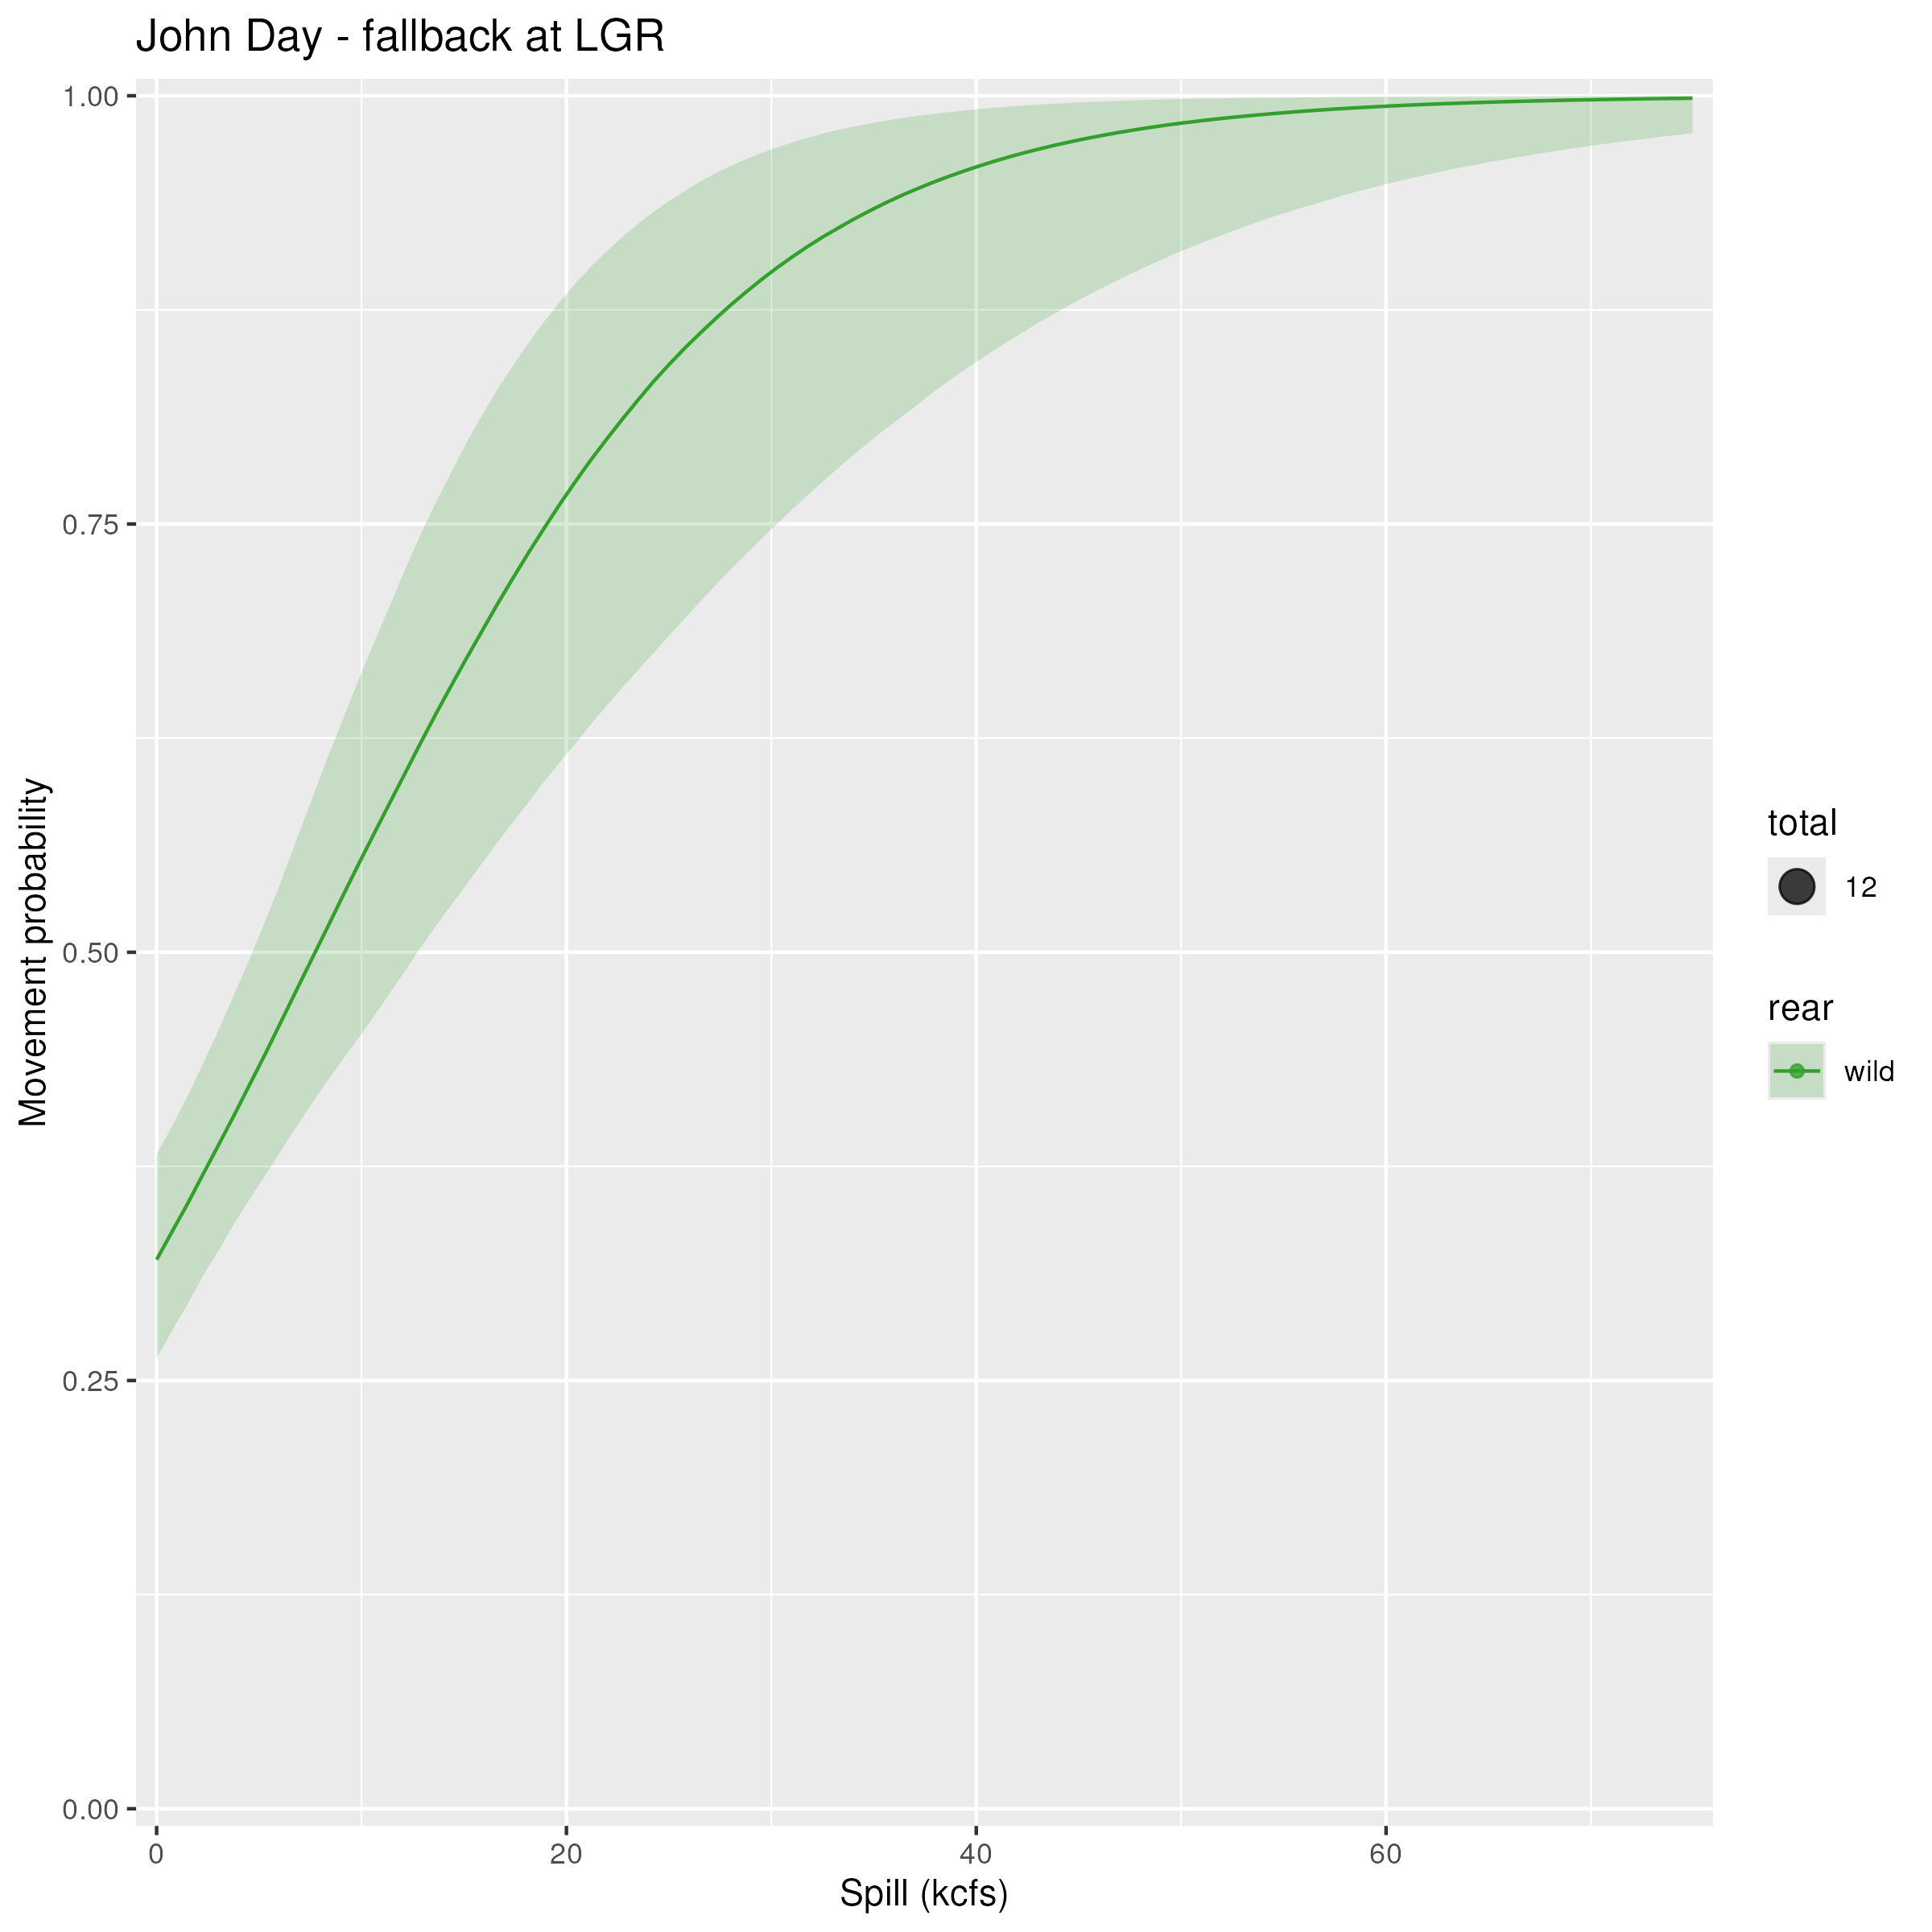 John Day - fallback at LGR
Movement probability
1.00
0.75
0.50
0.25
0.00
0
20
40
60
Spill (kcfs)
total
12
rear
wild